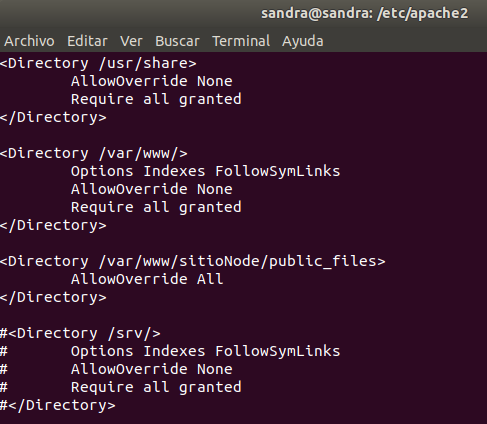 sandra@sandra: /etc/apache2
Archivo Editar Ver Buscar Terminal Ayuda
<Directory /usr/share>
        AllowOverride None
        Require all granted
</Directory>

<Directory /var/www/>
        Options Indexes FollowSymLinks
        AllowOverride None
        Require all granted
</Directory>

<Directory /var/www/sitioNode/public_files>
        AllowOverride All
</Directory>

#<Directory /srv/>
#       Options Indexes FollowSymLinks
#       AllowOverride None
#       Require all granted
#</Directory>